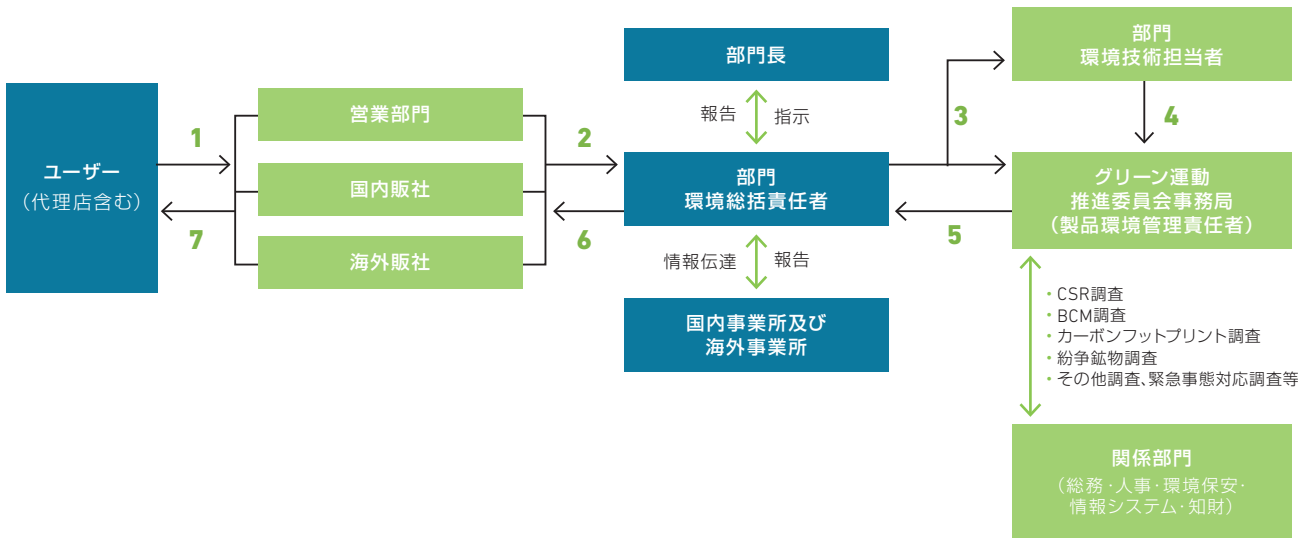 ユーザー
（代理店含む）
1
7
営業部門
国内販社
海外販社
2
6
部門長
報告
指示
部門
環境総括責任者
情報伝達
報告
国内事業所及び
海外事業所
3
5
部門
環境技術担当者
4
グリーン運動
推進委員会事務局
（製品環境管理責任者）
・CSR調査
・BCM調査
・カーボンフットプリント調査
・紛争鉱物調査
・その他調査、緊急事態対応調査等
関係部門
（総務・人事・環境保安・
情報システム・知財）